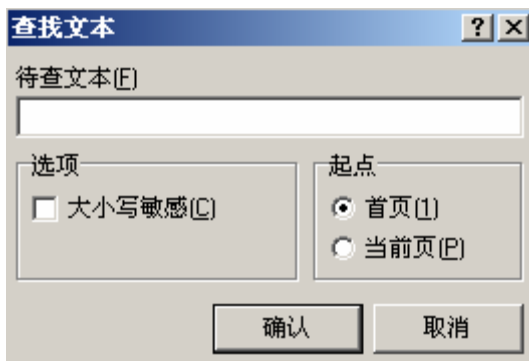 查找文本
待查文本(F)
选项
大小写敏感(C)
起点
首页(1)
当前页(P)
确认
取消